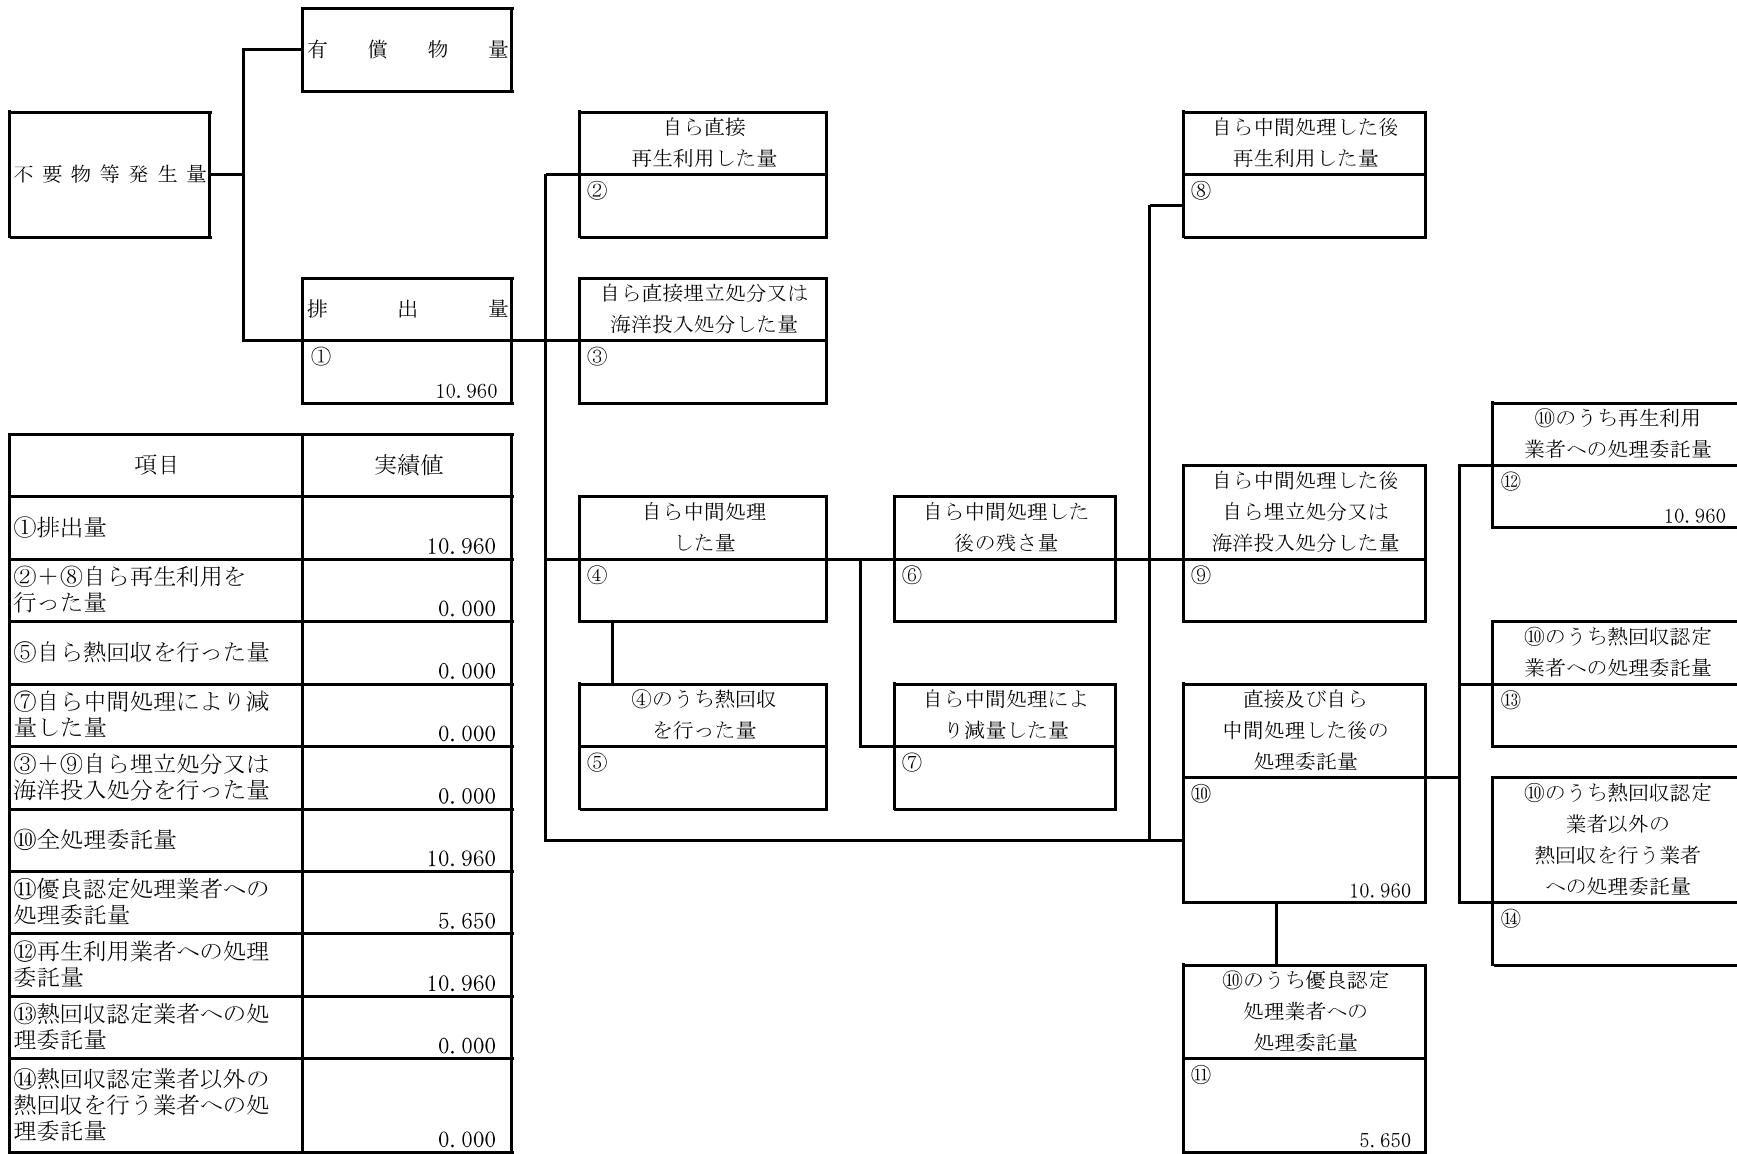 有償物量
不要物等発生量
排出量
①
10.960
自ら直接
再生利用した量
②
自ら直接埋立処分又は
海洋投入処分した量
③
自ら中間処理
した量
④
④のうち熱回収
を行った量
⑤
自ら中間処理した
後の残さ量
⑥
自ら中間処理によ
り減量した量
⑦
自ら中間処理した後
再生利用した量
⑧
自ら中間処理した後
自ら埋立処分又は
海洋投入処分した量
⑨
直接及び自ら
中間処理した後の
処理委託量
⑩
10.960
⑩のうち優良認定
処理業者への
処理委託量
⑪
5.650
⑩のうち再生利用
業者への処理委託量
⑫
10.960
⑩のうち熱回収認定
業者への処理委託量
⑬
⑩のうち熱回収認定
業者以外の
熱回収を行う業者
への処理委託量
⑭
項目 実績値
①排出量
10.960
②＋⑧自ら再生利用を
行った量
0.000
⑤自ら熱回収を行った量
0.000
⑦自ら中間処理により減
量した量
0.000
③＋⑨自ら埋立処分又は
海洋投入処分を行った量
0.000
⑩全処理委託量
10.960
⑪優良認定処理業者への
処理委託量
5.650
⑫再生利用業者への処理
委託量
10.960
⑬熱回収認定業者への処
理委託量
0.000
⑭熱回収認定業者以外の
熱回収を行う業者への処
理委託量
0.000